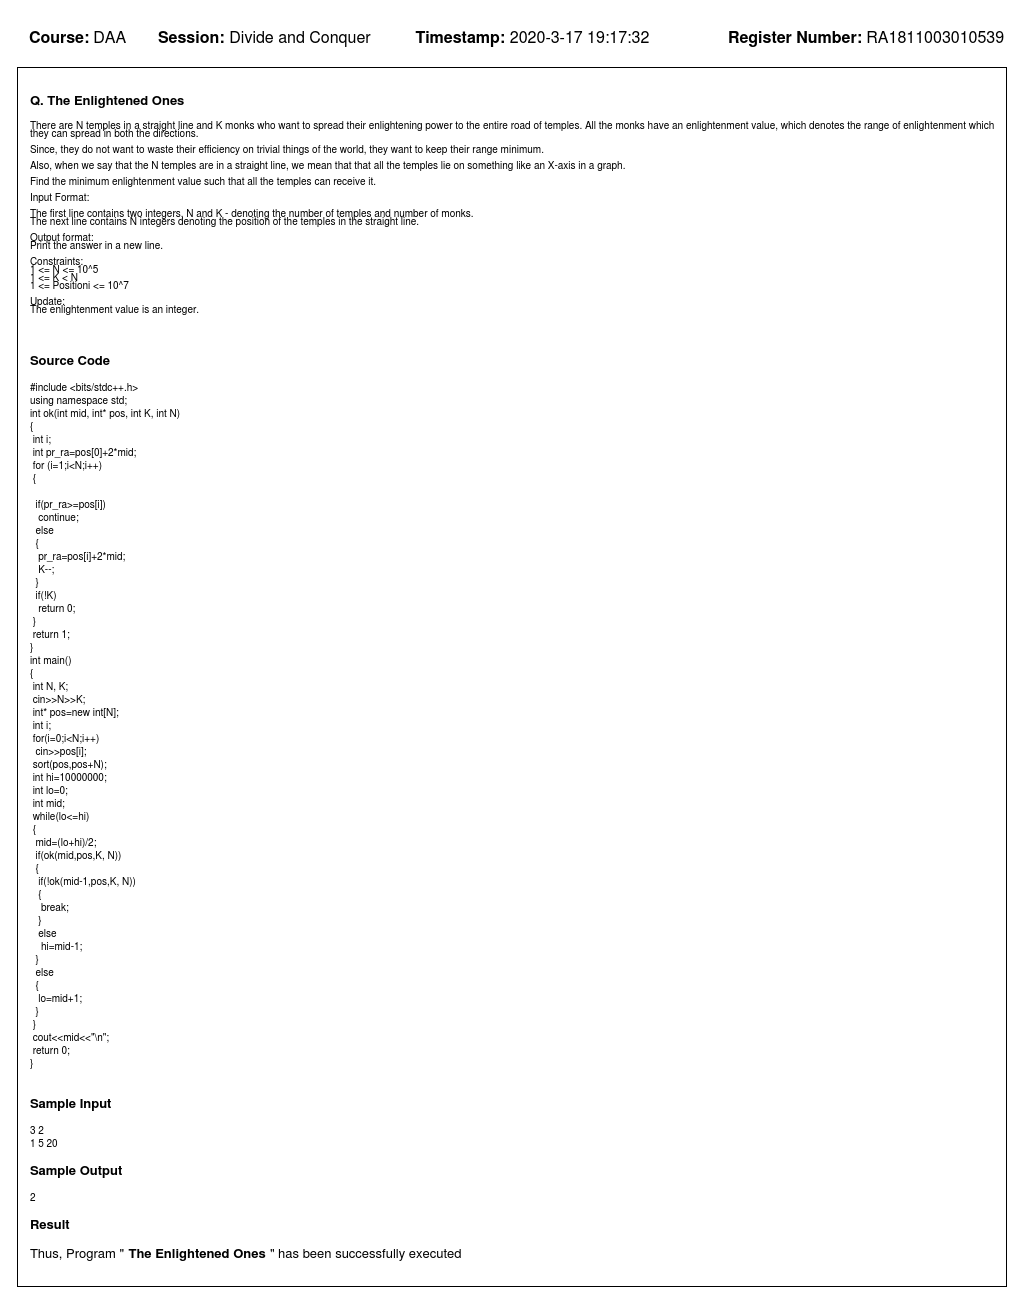 Course: DAA Session: Divide and Conquer Timestamp: 2020-3-17 19:17:32 Register Number: RA1811003010539
Q. The Enlightened Ones
There are N temples in a straight line and K monks who want to spread their enlightening power to the entire road of temples. All the monks have an enlightenment value, which denotes the range of enlightenment which
they can spread in both the directions.
Since, they do not want to waste their efficiency on trivial things of the world, they want to keep their range minimum.
Also, when we say that the N temples are in a straight line, we mean that that all the temples lie on something like an X-axis in a graph.
Find the minimum enlightenment value such that all the temples can receive it.
Input Format:
The first line contains two integers, N and K - denoting the number of temples and number of monks.
The next line contains N integers denoting the position of the temples in the straight line.
Output format:
Print the answer in a new line.
Constraints:
1 <= N <= 10^5
1 <= K < N
1 <= Positioni <= 10^7
Update:
The enlightenment value is an integer.
Source Code
#include <bits/stdc++.h>
using namespace std;
int ok(int mid, int* pos, int K, int N)
{
int i;
int pr_ra=pos[0]+2*mid;
for (i=1;i<N;i++)
{
if(pr_ra>=pos[i])
continue;
else
{
pr_ra=pos[i]+2*mid;
K--;
}
if(!K)
return 0;
}
return 1;
}
int main()
{
int N, K;
cin>>N>>K;
int* pos=new int[N];
int i;
for(i=0;i<N;i++)
cin>>pos[i];
sort(pos,pos+N);
int hi=10000000;
int lo=0;
int mid;
while(lo<=hi)
{
mid=(lo+hi)/2;
if(ok(mid,pos,K, N))
{
if(!ok(mid-1,pos,K, N))
{
break;
}
else
hi=mid-1;
}
else
{
lo=mid+1;
}
}
cout<<mid<<"\n";
return 0;
}
Sample Input
3 2
1 5 20
Sample Output
2
Result
Thus, Program " The Enlightened Ones " has been successfully executed